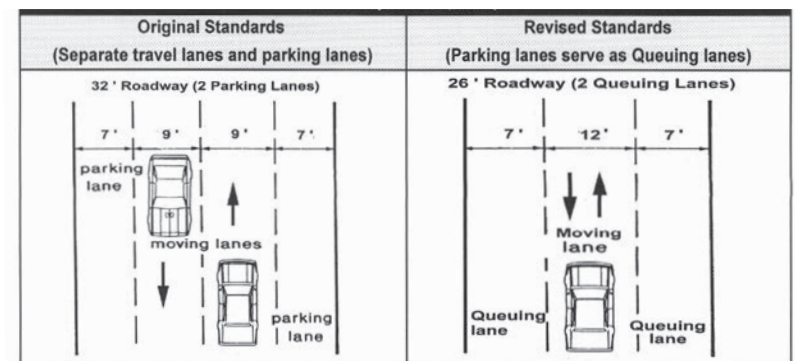 Original Standards
(Separate travel lanes and parking lanes)
32 ' Roadway (2 Parking Lanes)
7 ' 9 ' 9 ' 7 '
parking
lane
moving lanes
parking
lane
Revised Standards
(Parking lanes serve as Queuing lanes)
26 ' Roadway (2 Queuing Lanes)
7 ' 12 ' 7 '
Moving
lane
Queuing
lane
Queuing
lane